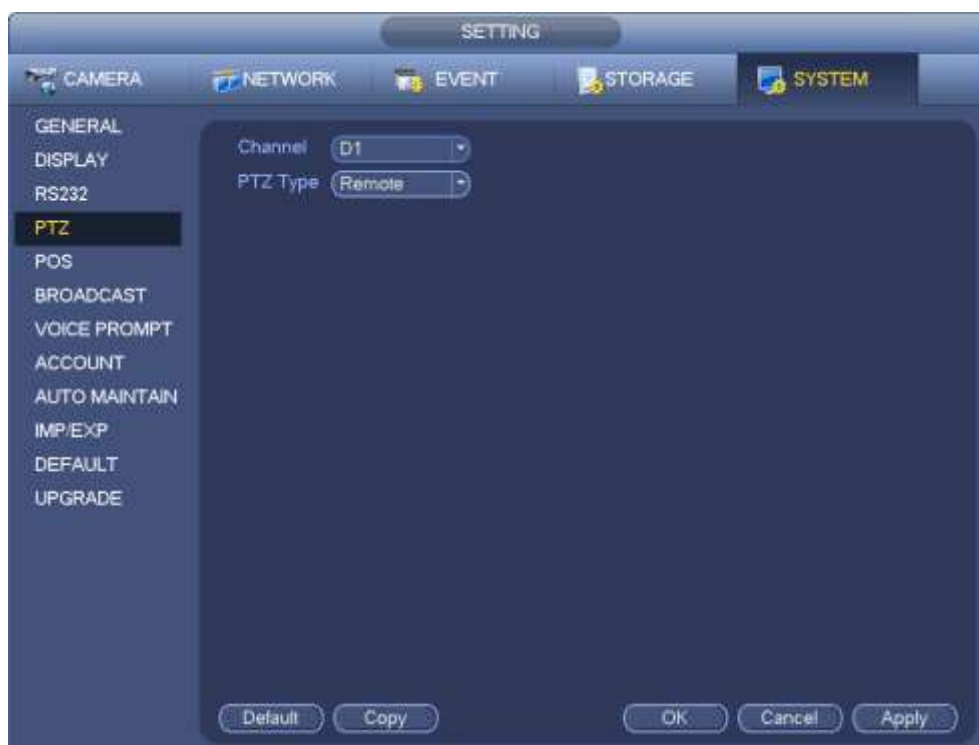 SETTING
CAMERA NETWORK EVENT STORAGE SYSTEM
GENERAL
DISPLAY
RS232
PTZ
POS
BROADCAST
VOICE PROMPT
ACCOUNT
AUTO MAINTAIN
IMP/EXP
DEFAULT
UPGRADE
Channel D1
PTZ Type Remote
Default Copy OK Cancel Apply